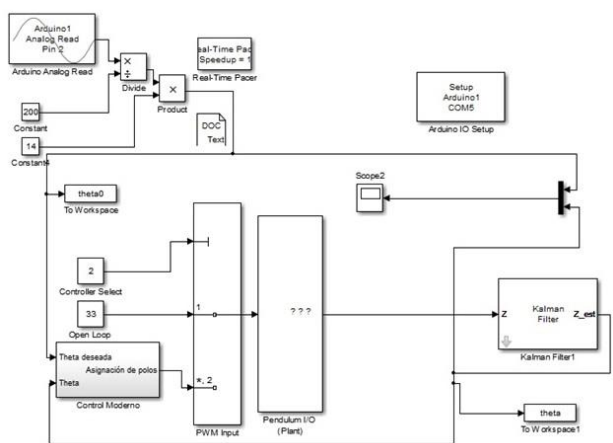 Arduino1
Analog Read
Pin 2
Arduino Analog Read
×
÷
Divide
×
Product
eal-Time Pac
Speedup = 1
Real-Time Pacer
Setup
Arduino1
COM5
Arduino IO Setup
200
Constant
14
Constant4
DOC
Text
theta0
To Workspace
Scope2
2
Controller Select
33
Open Loop
1
*, 2
PWM Input
? ? ?
Pendulum I/O
(Plant)
Z
Kalman
Filter
Z_est
Kalman Filter1
Theta deseada
Asignación de polos
Theta
Control Moderno
theta
To Workspace1